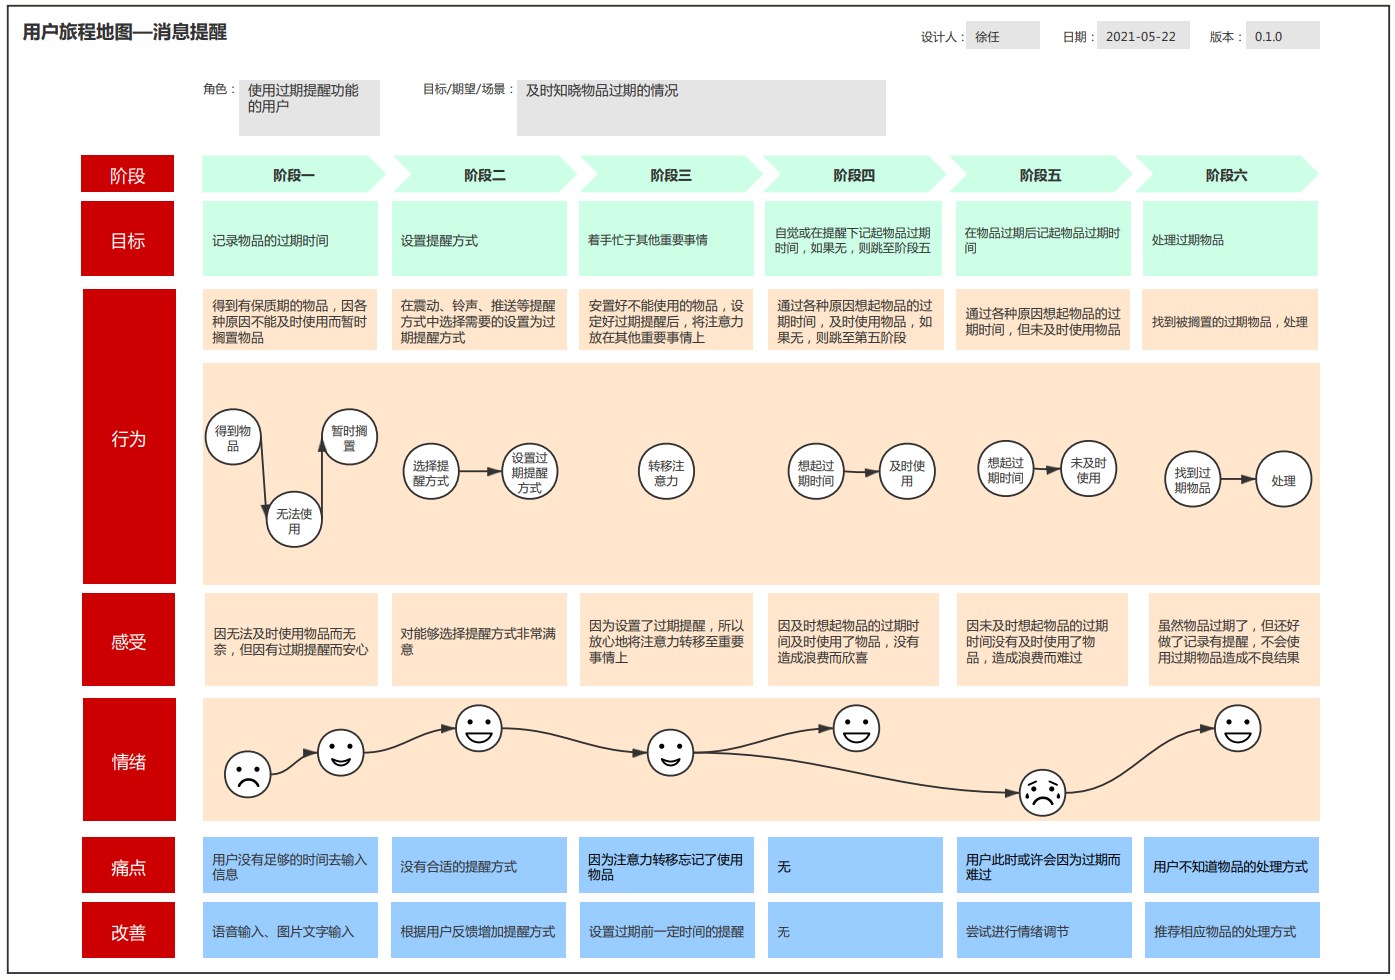 用户旅程地图—消息提醒
设计人： 徐任 日期： 2021-05-22 版本： 0.1.0
角色： 使用过期提醒功能
的用户
目标/期望/场景： 及时知晓物品过期的情况
阶段
阶段一
阶段二
阶段三
阶段四
阶段五
阶段六
目标
记录物品的过期时间
设置提醒方式
着手忙于其他重要事情
自觉或在提醒下记起物品过期
时间，如果无，则跳至阶段五
在物品过期后记起物品过期时
间
处理过期物品
行为
得到有保质期的物品，因各
种原因不能及时使用而暂时
搁置物品
在震动、铃声、推送等提醒
方式中选择需要的设置为过
期提醒方式
安置好不能使用的物品，设
定好过期提醒后，将注意力
放在其他重要事情上
通过各种原因想起物品的过
期时间，及时使用物品，如
果无，则跳至第五阶段
通过各种原因想起物品的过
期时间，但未及时使用物品
找到被搁置的过期物品，处理
得到物
品
无法使
用
暂时搁
置
选择提
醒方式
设置过
期提醒
方式
转移注
意力
想起过
期时间
及时使
用
想起过
期时间
未及时
使用
找到过
期物品
处理
感受
因无法及时使用物品而无
奈，但因有过期提醒而安心
对能够选择提醒方式非常满
意
因为设置了过期提醒，所以
放心地将注意力转移至重要
事情上
因及时想起物品的过期时
间及时使用了物品，没有
造成浪费而欣喜
因未及时想起物品的过期
时间没有及时使用了物
品，造成浪费而难过
虽然物品过期了，但还好
做了记录有提醒，不会使
用过期物品造成不良结果
情绪
痛点
用户没有足够的时间去输入
信息
没有合适的提醒方式
因为注意力转移忘记了使用
物品
无
用户此时或许会因为过期而
难过
用户不知道物品的处理方式
改善
语音输入、图片文字输入
根据用户反馈增加提醒方式
设置过期前一定时间的提醒
无
尝试进行情绪调节
推荐相应物品的处理方式